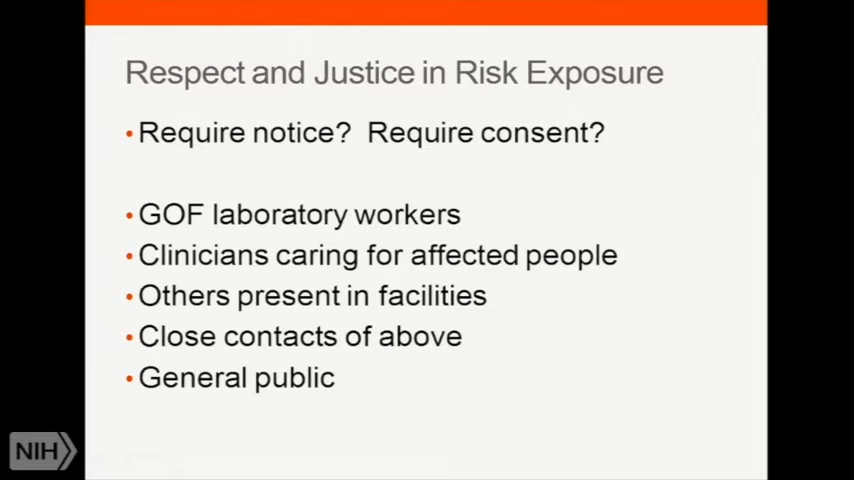 Respect and Justice in Risk Exposure
• Require notice? Require consent?
• GOF laboratory workers
• Clinicians caring for affected people
• Others present in facilities
• Close contacts of above
• General public
NIH